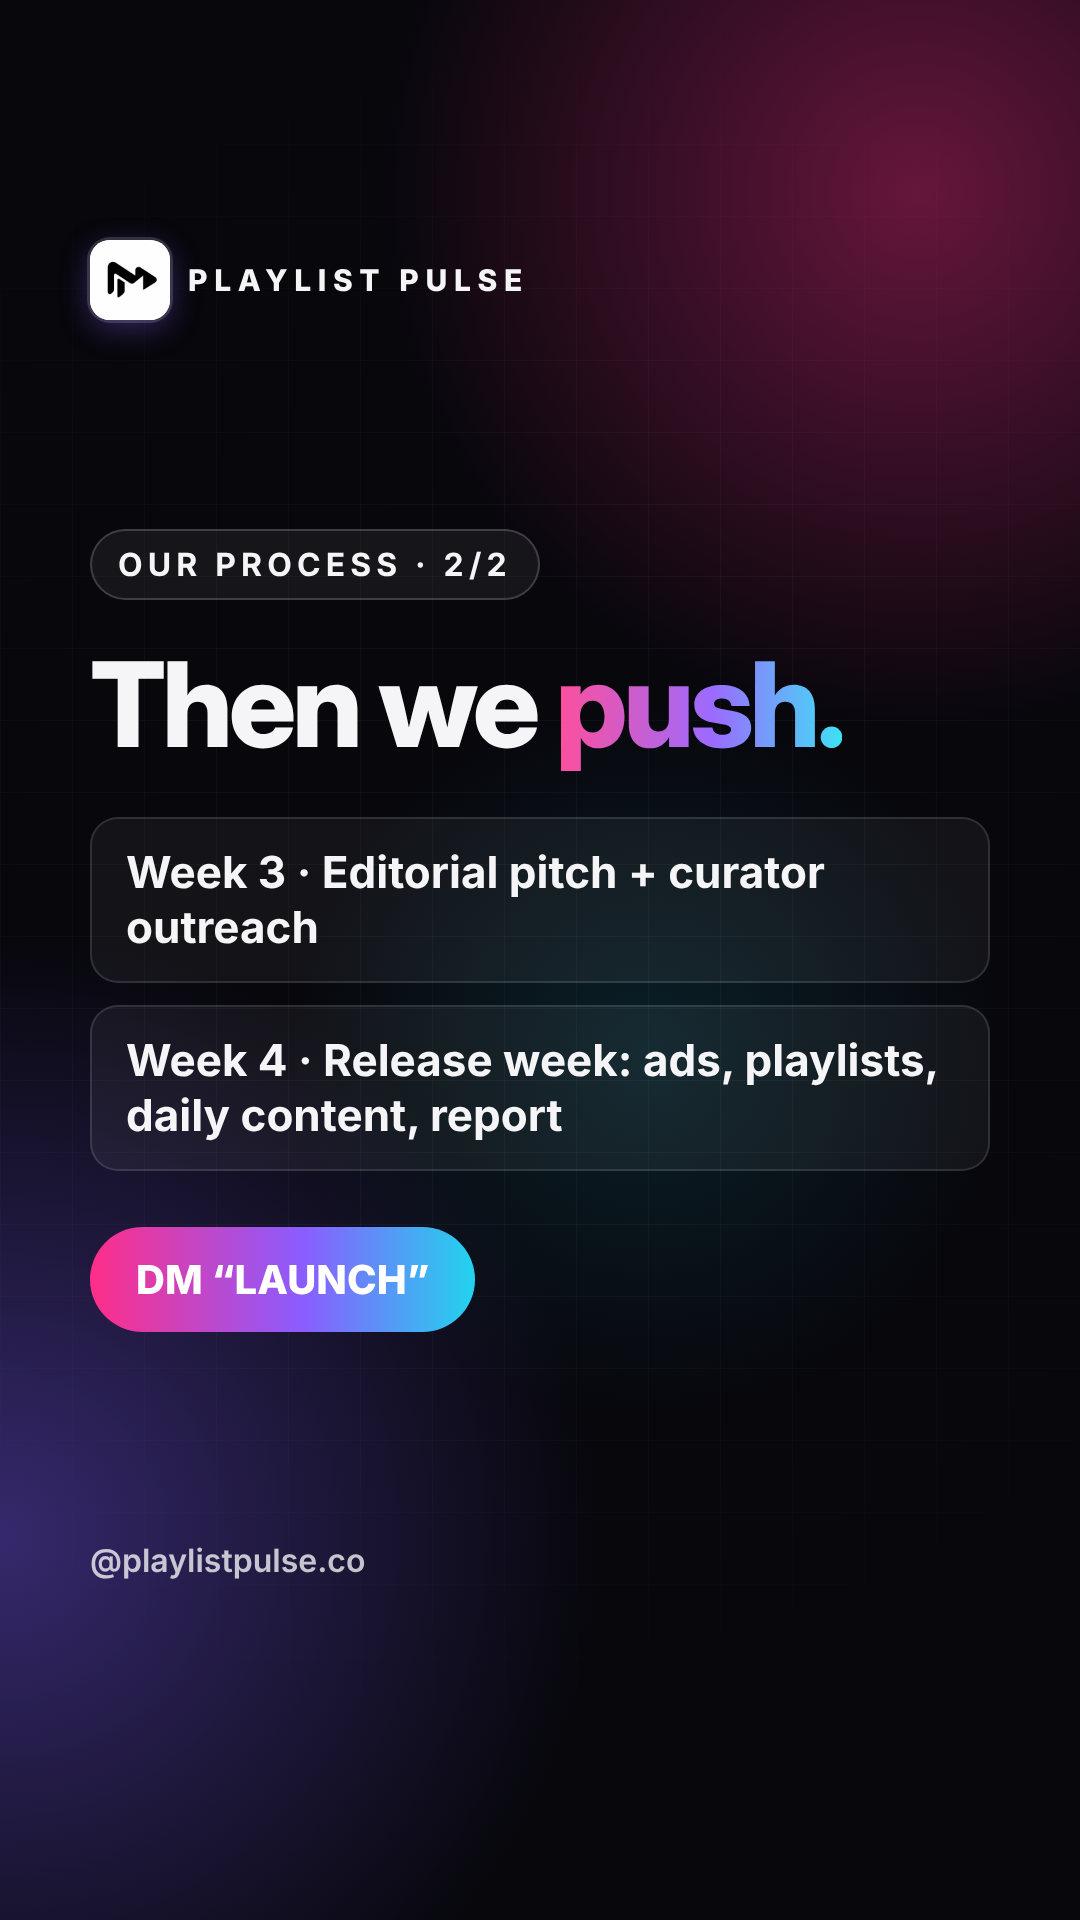 PLAYLIST PULSE
OUR PROCESS · 2/2
Then we push.
Week 3 · Editorial pitch + curator
outreach
Week 4 · Release week: ads, playlists,
daily content, report
DM “LAUNCH”
@playlistpulse.co